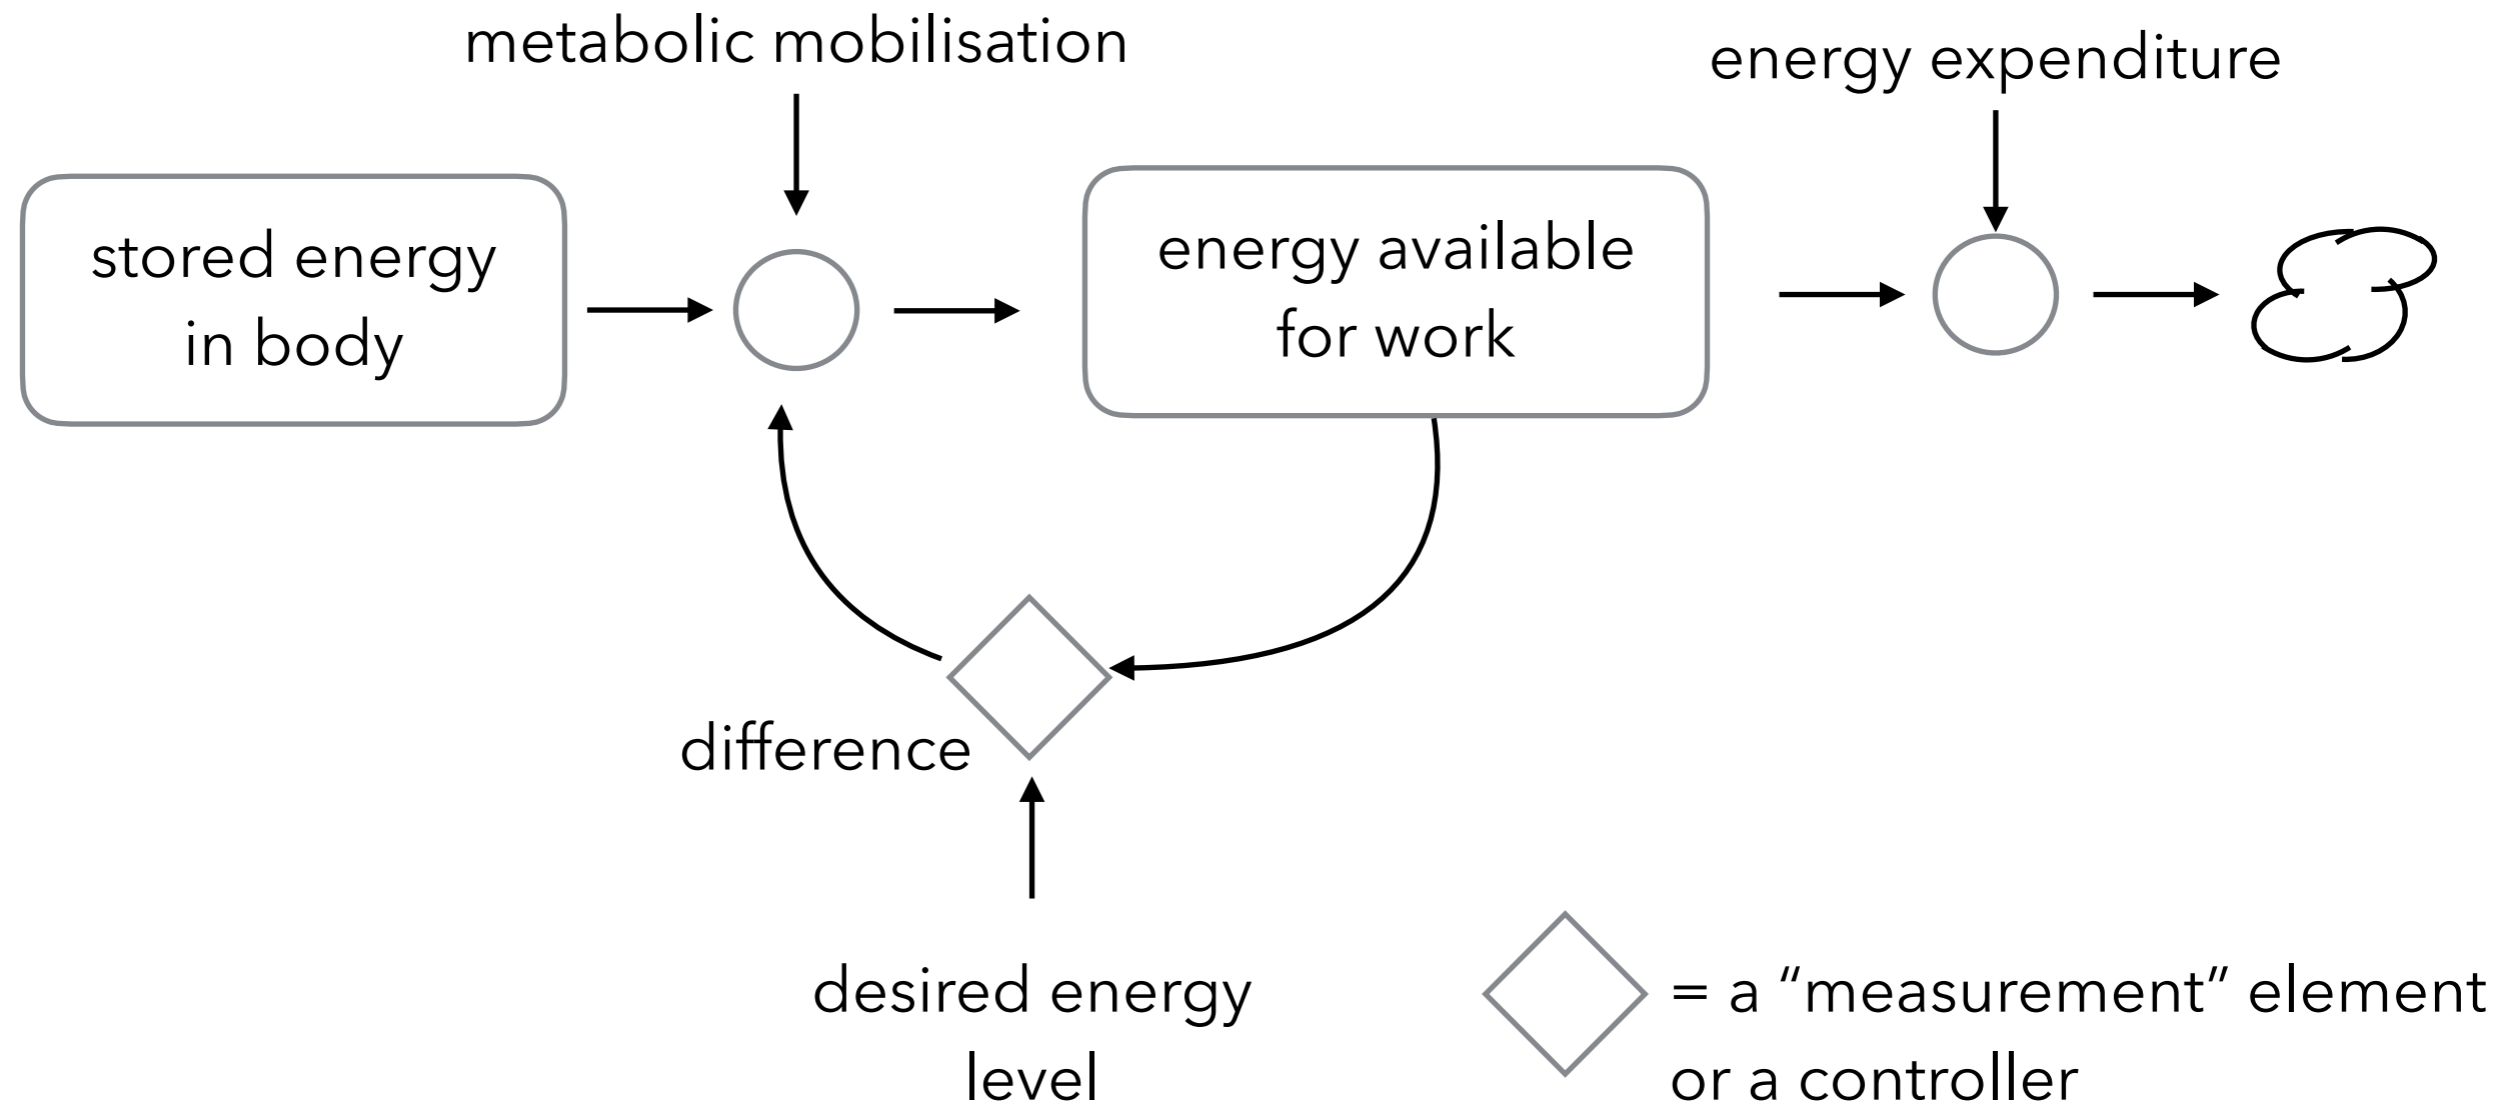 metabolic mobilisation
energy expenditure
stored energy
in body
energy available
for work
difference
desired energy
level
= a “measurement” element
or a controller